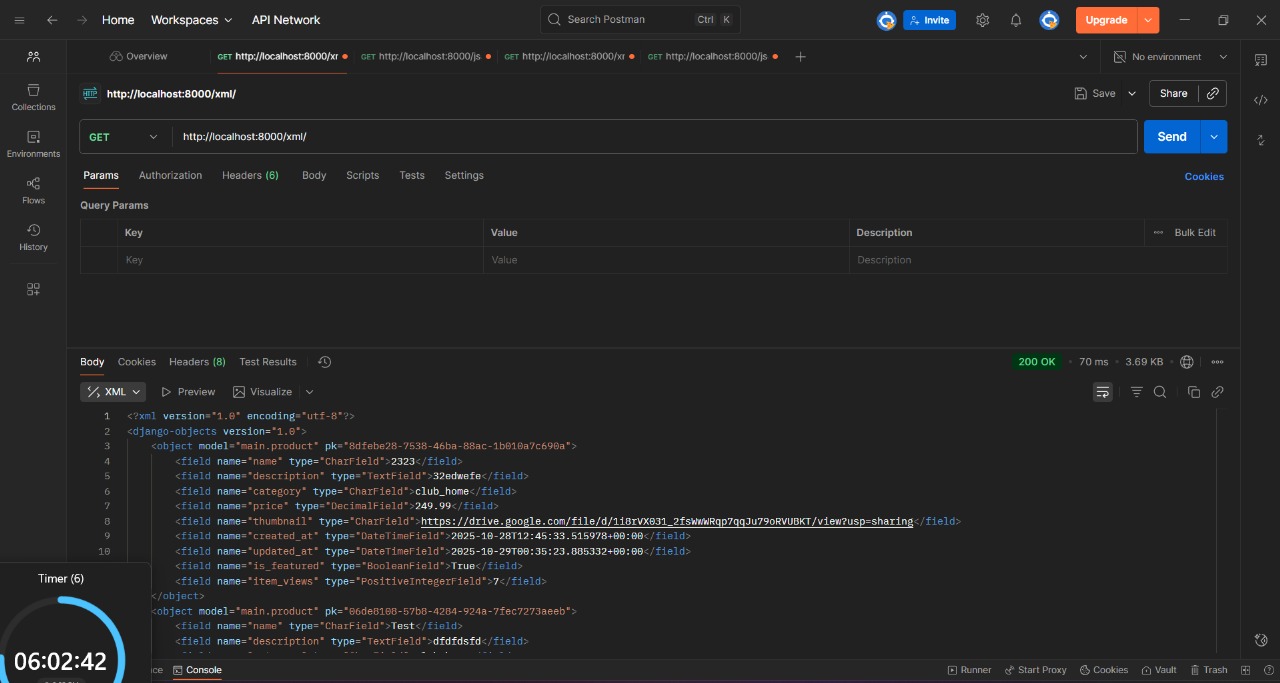 Home Workspaces API Network Search Postman Ctrl K Invite Upgrade
Overview GET http://localhost:8000/xr GET http://localhost:8000/js GET http://localhost:8000/xr GET http://localhost:8000/js No environment
Collections
Environments
Flows
History
HTTP http://localhost:8000/xml/ Save Share
GET http://localhost:8000/xml/ Send
Params Authorization Headers (6) Body Scripts Tests Settings Cookies
Query Params
Key Value Description Bulk Edit
Key Value Description
Body Cookies Headers (8) Test Results 200 OK 70 ms 3.69 KB
XML Preview Visualize
1 <?xml version="1.0" encoding="utf-8"?>
2 <django-objects version="1.0">
3 <object model="main.product" pk="8dfebe28-7538-46ba-88ac-1b010a7c690a">
4 <field name="name" type="CharField">2323</field>
5 <field name="description" type="TextField">32edwefe</field>
6 <field name="category" type="CharField">club_home</field>
7 <field name="price" type="DecimalField">249.99</field>
8 <field name="thumbnail" type="CharField">https://drive.google.com/file/d/1i8rVX031_2fsWwWRqp7qqJu79oRVUBKT/view?usp=sharing</field>
9 <field name="created_at" type="DateTimeField">2025-10-28T12:45:33.515978+00:00</field>
10 <field name="updated_at" type="DateTimeField">2025-10-29T00:35:23.885332+00:00</field>
<field name="is_featured" type="BooleanField">True</field>
<field name="item_views" type="PositiveIntegerField">7</field>
</object>
<object model="main.product" pk="06de8108-57b8-4284-924a-7fec7273aeeb">
<field name="name" type="CharField">Test</field>
<field name="description" type="TextField">dfdfdsfd</field>
Timer (6)
06:02:42
Console Runner Start Proxy Cookies Vault Trash